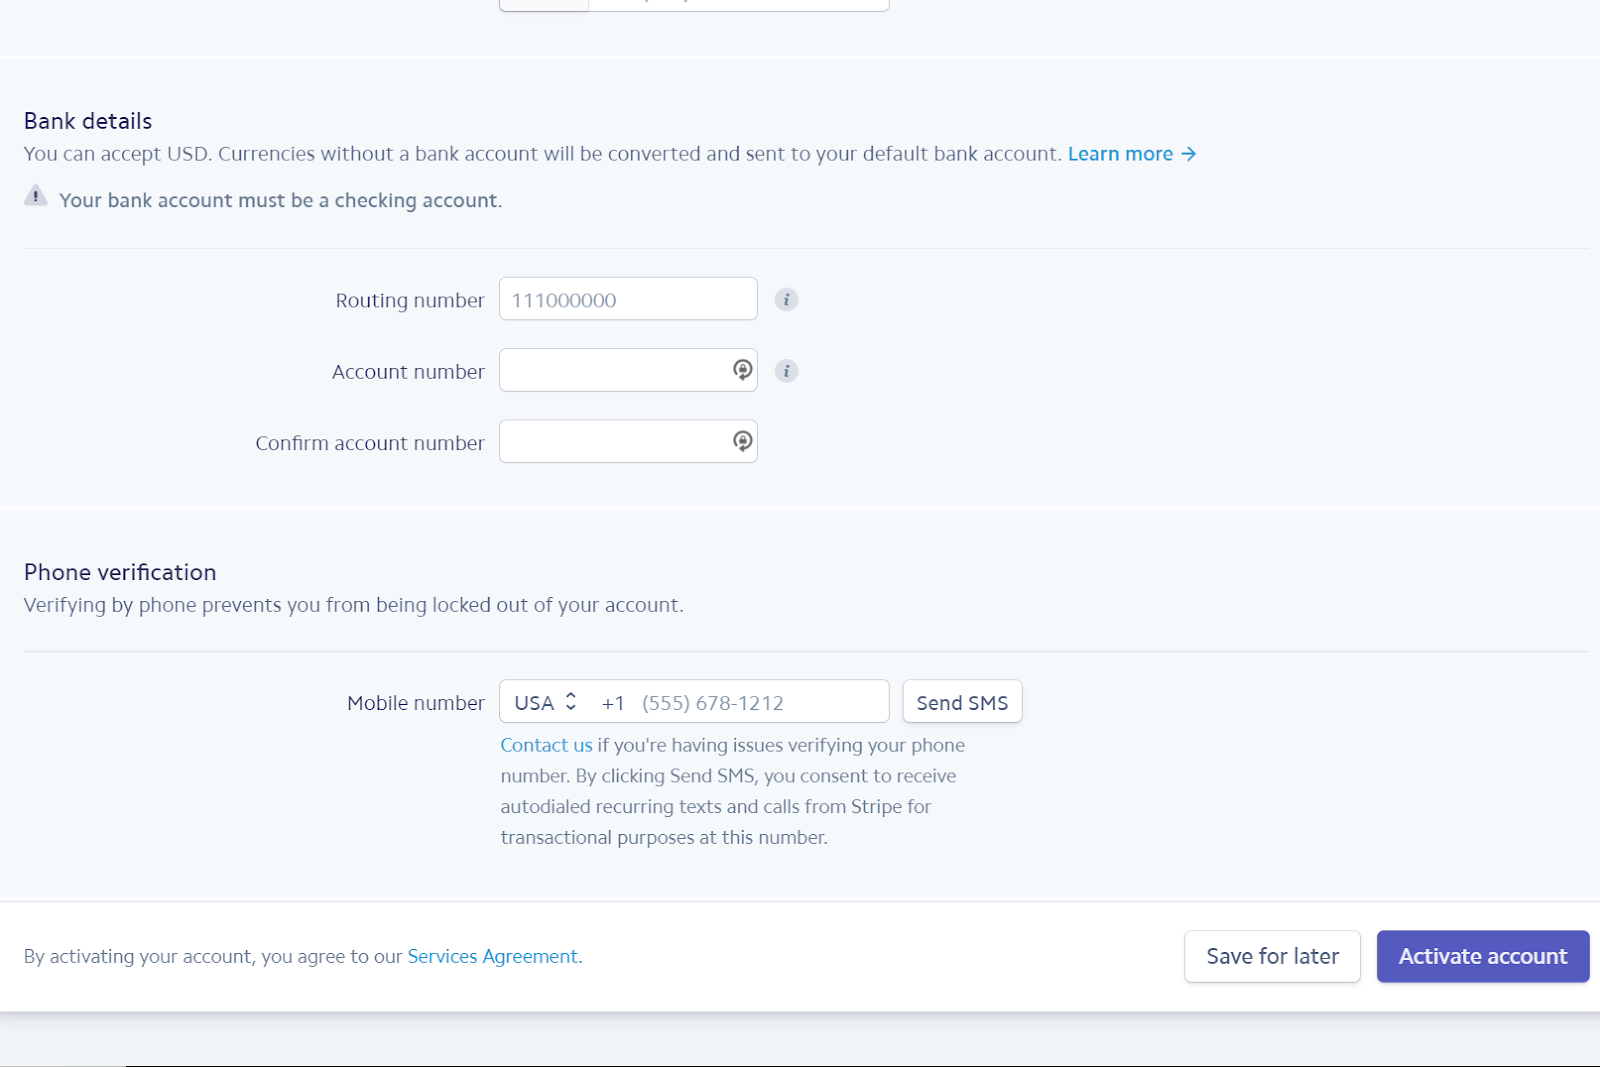 Bank details
You can accept USD. Currencies without a bank account will be converted and sent to your default bank account. Learn more →
Your bank account must be a checking account.
Routing number 111000000
Account number
Confirm account number
Phone verification
Verifying by phone prevents you from being locked out of your account.
Mobile number USA +1 (555) 678-1212 Send SMS
Contact us if you're having issues verifying your phone
number. By clicking Send SMS, you consent to receive
autodialed recurring texts and calls from Stripe for
transactional purposes at this number.
By activating your account, you agree to our Services Agreement. Save for later Activate account